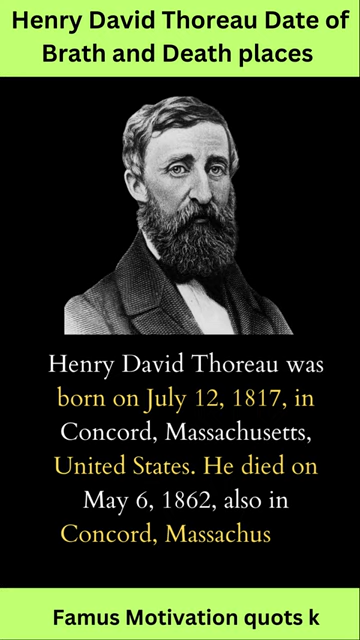 Henry David Thoreau Date of
Brath and Death places
Henry David Thoreau was
born on July 12, 1817, in
Concord, Massachusetts,
United States. He died on
May 6, 1862, also in
Concord, Massachus
Famus Motivation quots k